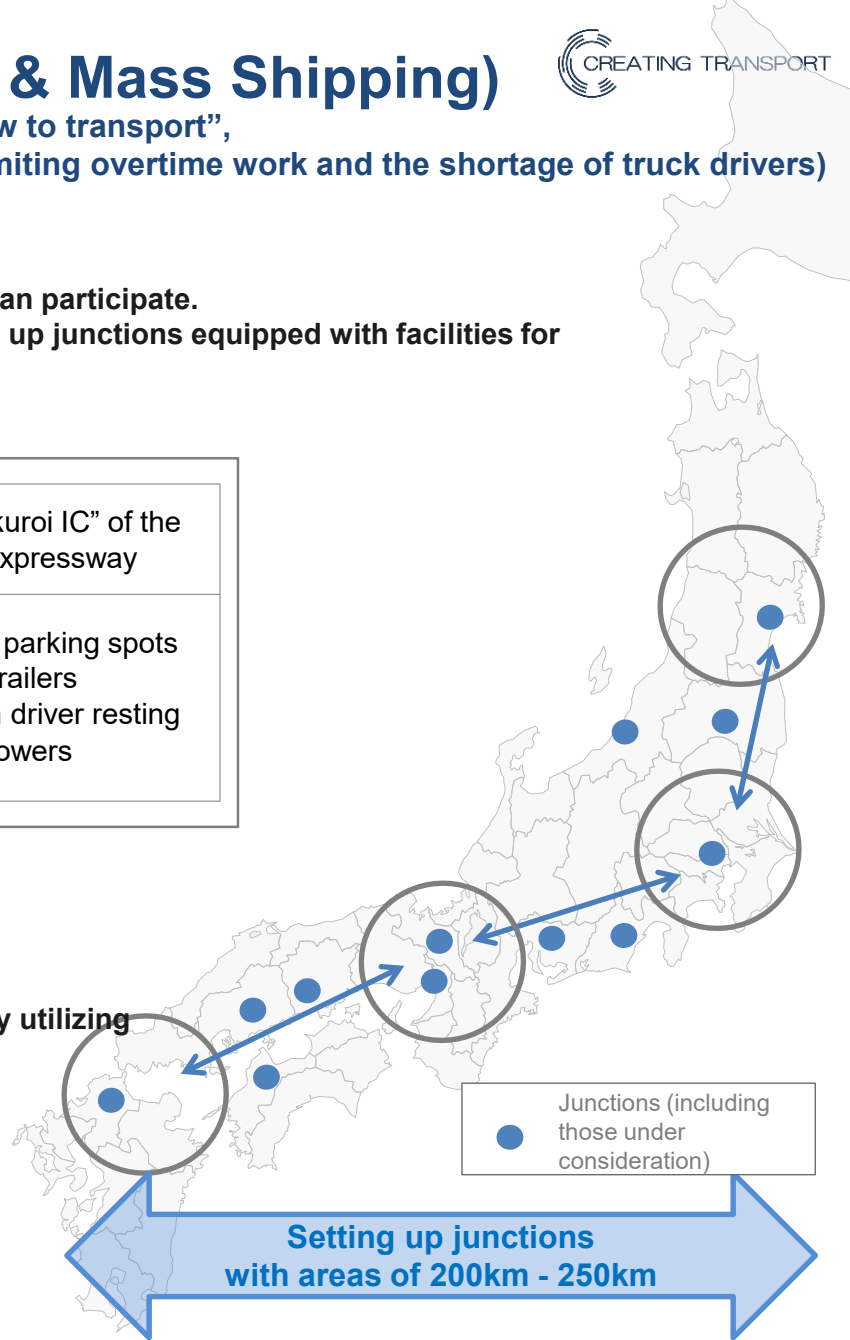 & Mass Shipping)
CREATING TRANSPORT
w to transport”,
miting overtime work and the shortage of truck drivers)
an participate.
up junctions equipped with facilities for
kuroi IC” of the
xpressway
parking spots
railers
driver resting
owers
y utilizing
Junctions (including
those under
consideration)
Setting up junctions
with areas of 200km - 250km